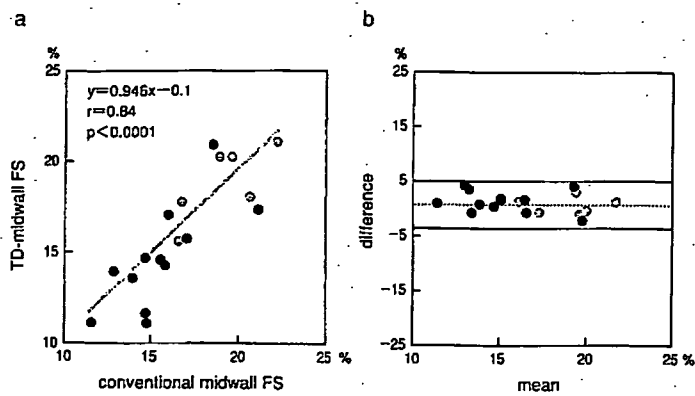 a
%
25
20
15
10
TD-midwall FS
y=0.946x−0.1
r=0.84
p<0.0001
10 15 20 25 %
conventional midwall FS
b
%
25
15
5
-5
-15
-25
difference
10 15 20 25 %
mean